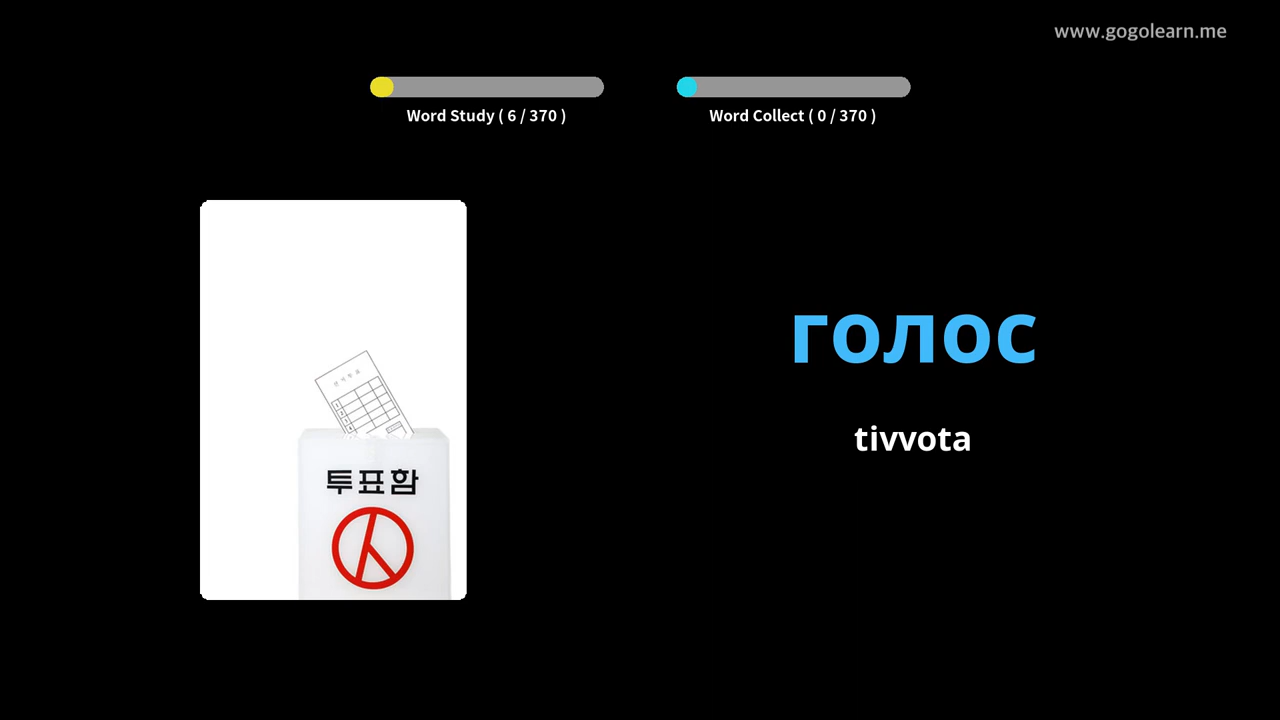 www.gogolearn.me
Word Study ( 6 / 370 )
Word Collect ( 0 / 370 )
голос
tivvota
투표함